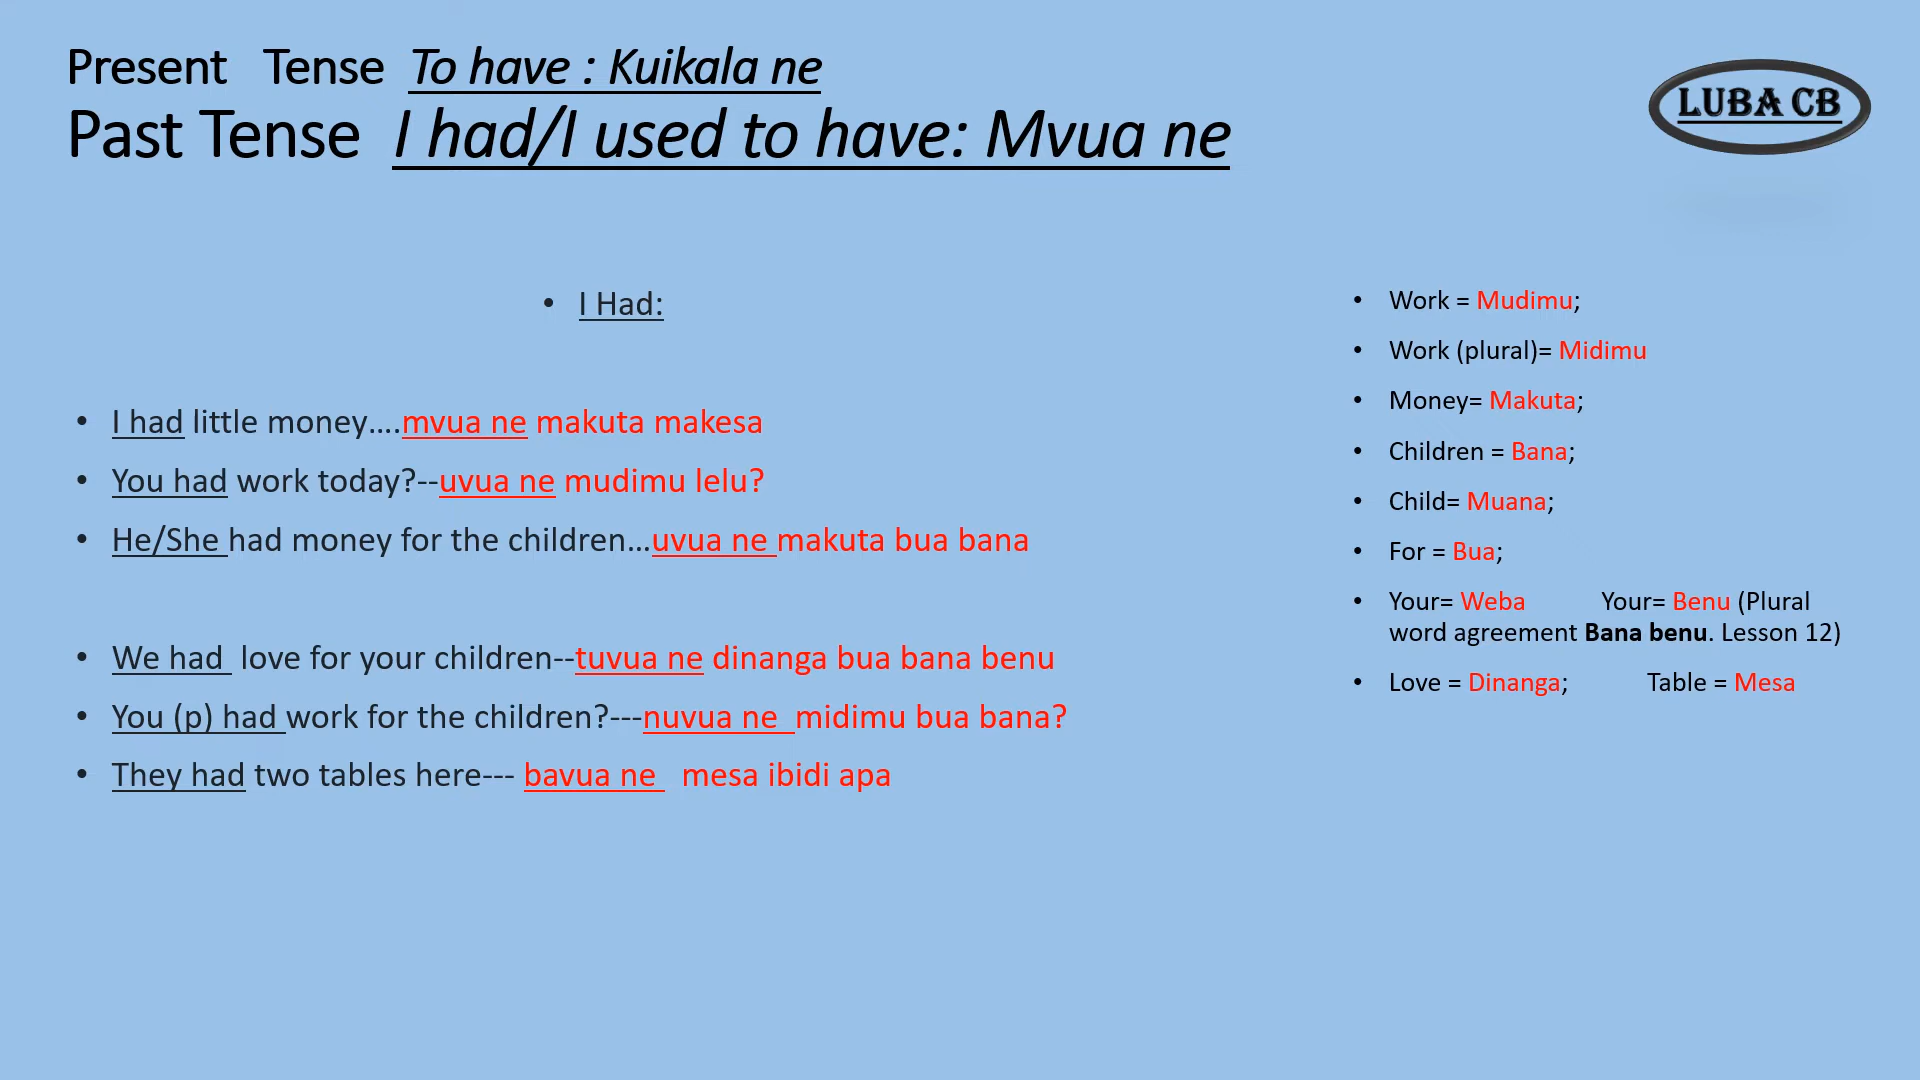 Present Tense To have : Kuikala ne
Past Tense I had/I used to have: Mvua ne
LUBA CB
• I Had:
• I had little money....mvua ne makuta makesa
• You had work today?--uvua ne mudimu lelu?
• He/She had money for the children...uvua ne makuta bua bana
• We had love for your children--tuvua ne dinanga bua bana benu
• You (p) had work for the children?---nuvua ne midimu bua bana?
• They had two tables here--- bavua ne mesa ibidi apa
• Work = Mudimu;
• Work (plural)= Midimu
• Money= Makuta;
• Children = Bana;
• Child= Muana;
• For = Bua;
• Your= Weba Your= Benu (Plural
word agreement Bana benu. Lesson 12)
• Love = Dinanga; Table = Mesa